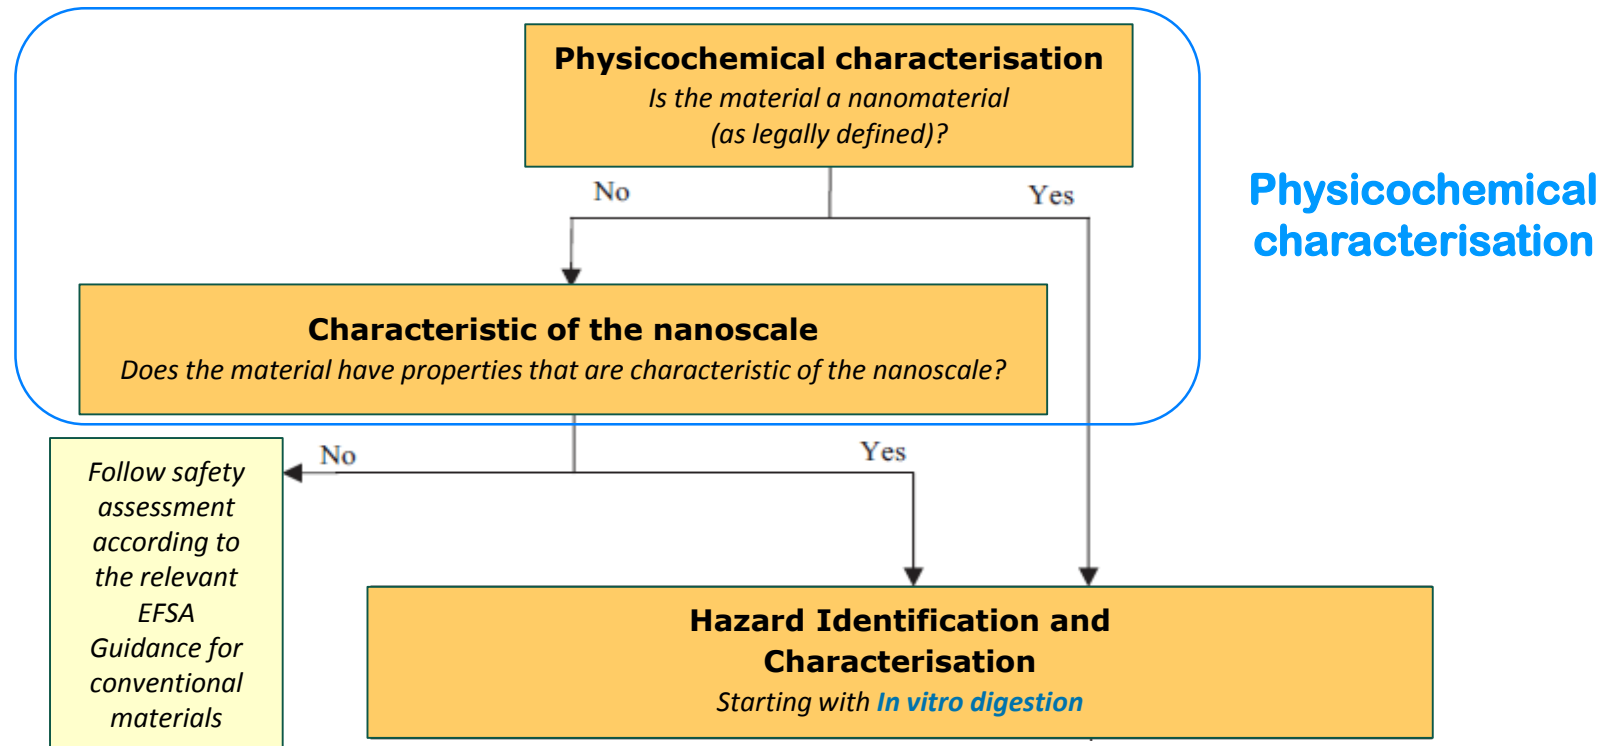 Physicochemical characterisation
Is the material a nanomaterial
(as legally defined)?
No
Yes
Physicochemical
characterisation
Characteristic of the nanoscale
Does the material have properties that are characteristic of the nanoscale?
No
Yes
Follow safety
assessment
according to
the relevant
EFSA
Guidance for
conventional
materials
Hazard Identification and
Characterisation
Starting with In vitro digestion